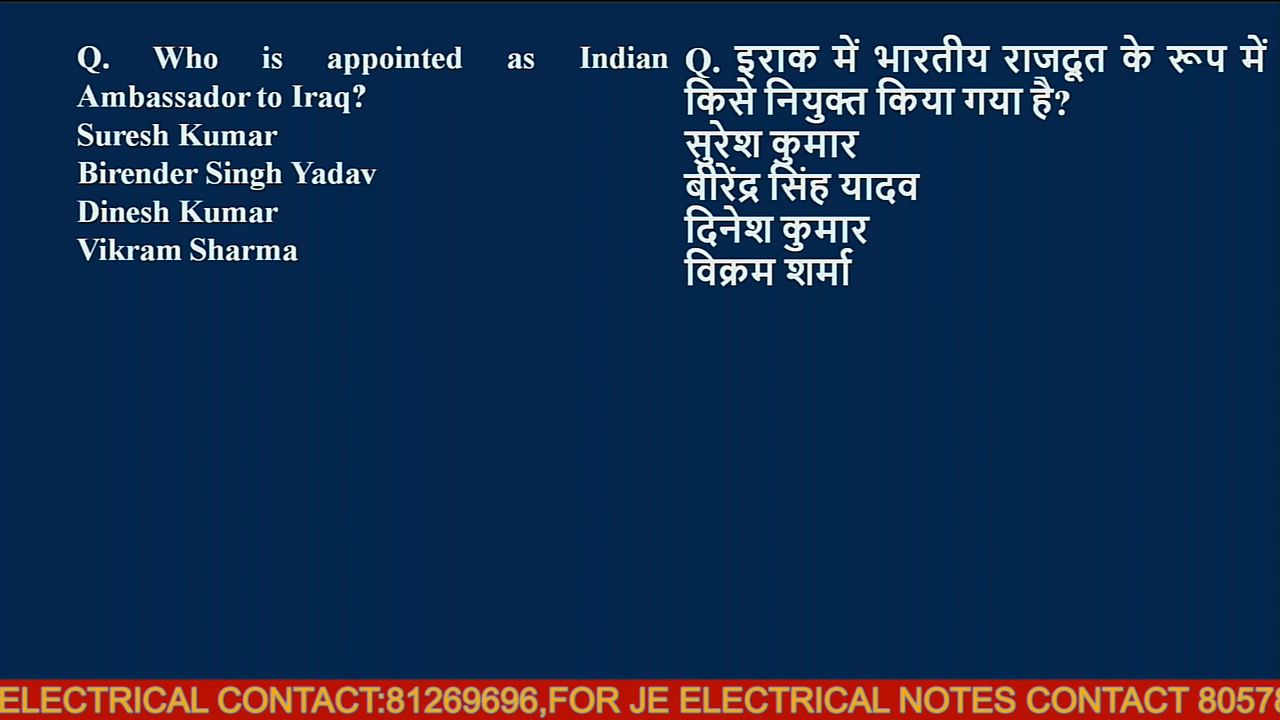 Q. Who is appointed as Indian
Ambassador to Iraq?
Suresh Kumar
Birender Singh Yadav
Dinesh Kumar
Vikram Sharma
Q. इराक में भारतीय राजदूत के रूप में
किसे नियुक्त किया गया है?
सुरेश कुमार
बीरेंद्र सिंह यादव
दिनेश कुमार
विक्रम शर्मा
ELECTRICAL CONTACT:81269696,FOR JE ELECTRICAL NOTES CONTACT 80578